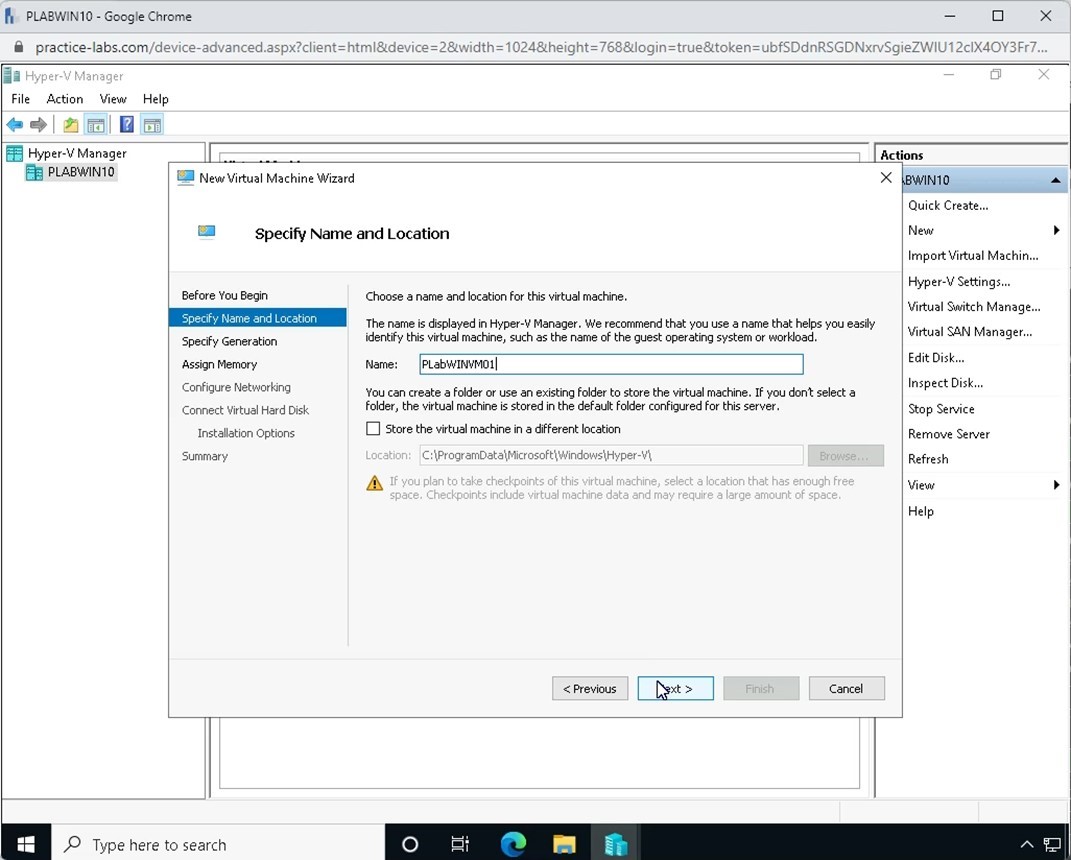 PLABWIN10 - Google Chrome
practice-labs.com/device-advanced.aspx?client=html&device=2&width=1024&height=768&login=true&token=ubfSDdnRSGDNxrvSgieZWIU12clX4OY3Fr7...
Hyper-V Manager
File Action View Help
Hyper-V Manager
PLABWIN10
New Virtual Machine Wizard
Specify Name and Location
Before You Begin
Specify Name and Location
Specify Generation
Assign Memory
Configure Networking
Connect Virtual Hard Disk
Installation Options
Summary
Choose a name and location for this virtual machine.
The name is displayed in Hyper-V Manager. We recommend that you use a name that helps you easily
identify this virtual machine, such as the name of the guest operating system or workload.
Name: PLabWINVM01
You can create a folder or use an existing folder to store the virtual machine. If you don't select a
folder, the virtual machine is stored in the default folder configured for this server.
Store the virtual machine in a different location
Location: C:\ProgramData\Microsoft\Windows\Hyper-V\ Browse...
If you plan to take checkpoints of this virtual machine, select a location that has enough free
space. Checkpoints include virtual machine data and may require a large amount of space.
< Previous
ext >
Finish
Cancel
Actions
ABWIN10
Quick Create...
New
Import Virtual Machin...
Hyper-V Settings...
Virtual Switch Manage...
Virtual SAN Manager...
Edit Disk...
Inspect Disk...
Stop Service
Remove Server
Refresh
View
Help
Type here to search